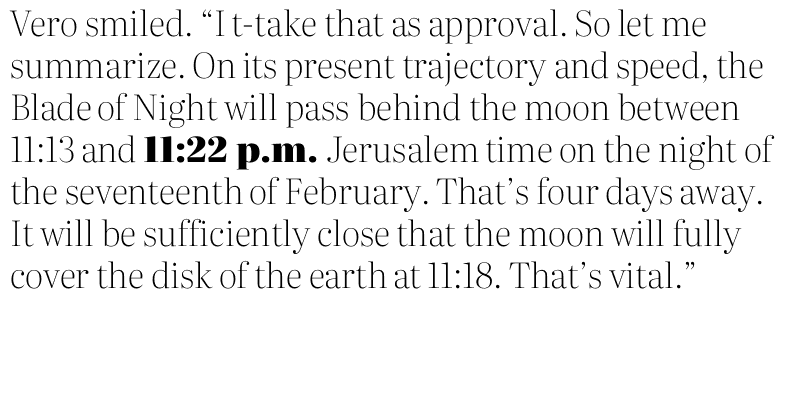 Vero smiled. “I t-take that as approval. So let me
summarize. On its present trajectory and speed, the
Blade of Night will pass behind the moon between
11:13 and 11:22 p.m. Jerusalem time on the night of
the seventeenth of February. That’s four days away.
It will be sufficiently close that the moon will fully
cover the disk of the earth at 11:18. That’s vital.”